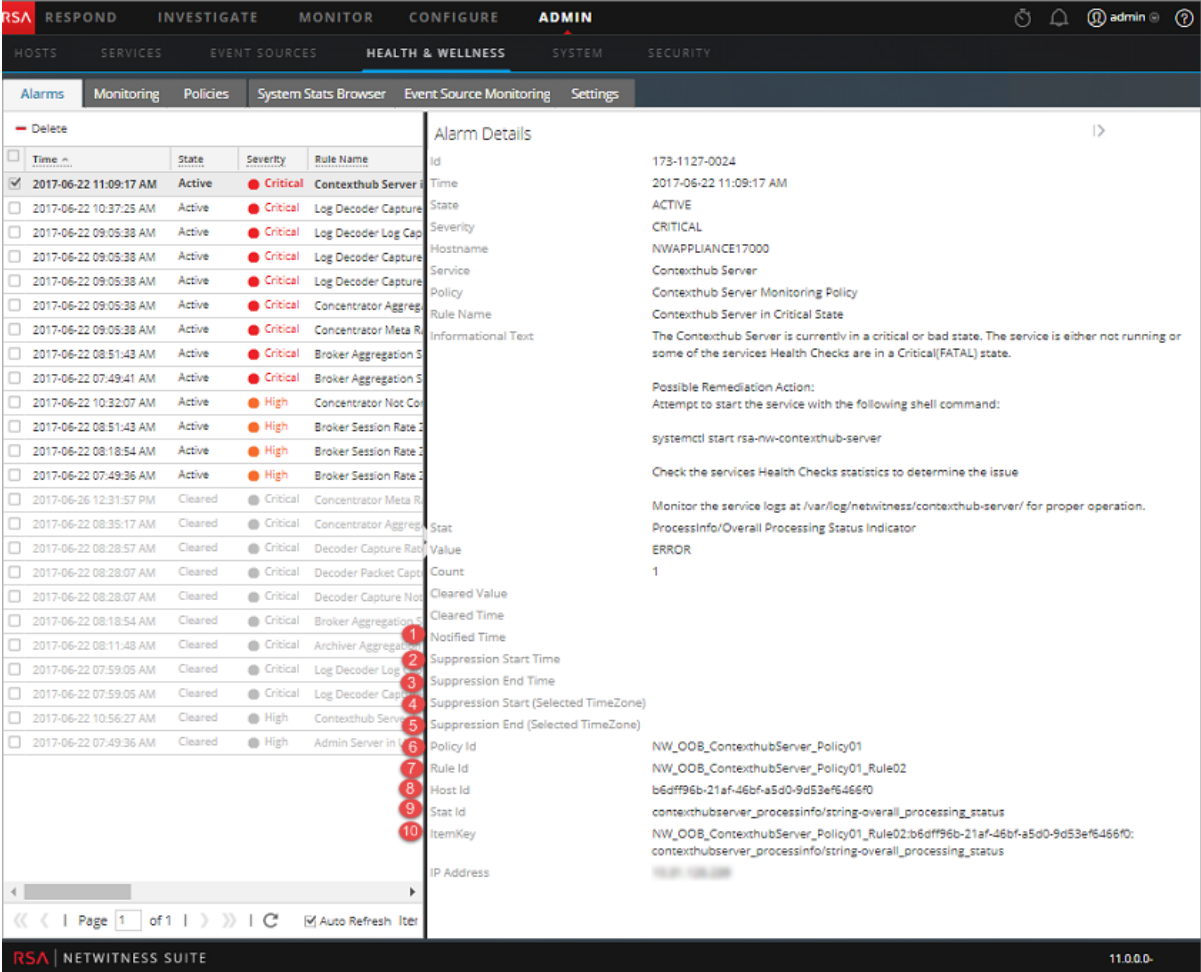 RSA RESPOND INVESTIGATE MONITOR CONFIGURE ADMIN admin
HOSTS SERVICES EVENT SOURCES HEALTH & WELLNESS SYSTEM SECURITY
Alarms Monitoring Policies System Stats Browser Event Source Monitoring Settings
Delete
Time State Severity Rule Name
2017-06-22 11:09:17 AM Active Critical Contexthub Server i
2017-06-22 10:37:25 AM Active Critical Log Decoder Capture
2017-06-22 09:05:38 AM Active Critical Log Decoder Log Cap
2017-06-22 09:05:38 AM Active Critical Log Decoder Capture
2017-06-22 09:05:38 AM Active Critical Log Decoder Capture
2017-06-22 09:05:38 AM Active Critical Concentrator Aggreg
2017-06-22 09:05:38 AM Active Critical Concentrator Meta R
2017-06-22 08:51:43 AM Active Critical Broker Aggregation S
2017-06-22 07:49:41 AM Active Critical Broker Aggregation S
2017-06-22 10:32:07 AM Active High Concentrator Not Co
2017-06-22 08:51:43 AM Active High Broker Session Rate
2017-06-22 08:18:54 AM Active High Broker Session Rate
2017-06-22 07:49:36 AM Active High Broker Session Rate
2017-06-26 12:31:57 PM Cleared Critical Concentrator Meta R
2017-06-22 08:35:17 AM Cleared Critical Concentrator Aggreg
2017-06-22 08:28:57 AM Cleared Critical Decoder Capture Rat
2017-06-22 08:28:07 AM Cleared Critical Decoder Packet Capt
2017-06-22 08:28:07 AM Cleared Critical Decoder Capture Not
2017-06-22 08:18:54 AM Cleared Critical Broker Aggregation S
2017-06-22 08:11:48 AM Cleared Critical Archiver Aggregation
2017-06-22 07:59:05 AM Cleared Critical Log Decoder Log
2017-06-22 07:59:05 AM Cleared Critical Log Decoder Capt
2017-06-22 10:56:27 AM Cleared High Contexthub Serve
2017-06-22 07:49:36 AM Cleared High Admin Server in
Page 1 of 1 Auto Refresh Iter
Alarm Details
Id 173-1127-0024
Time 2017-06-22 11:09:17 AM
State ACTIVE
Severity CRITICAL
Hostname NWAPPLIANCE17000
Service Contexthub Server
Policy Contexthub Server Monitoring Policy
Rule Name Contexthub Server in Critical State
Informational Text The Contexthub Server is currently in a critical or bad state. The service is either not running or
some of the services Health Checks are in a Critical(FATAL) state.
Possible Remediation Action:
Attempt to start the service with the following shell command:
systemctl start rsa-nw-contexthub-server
Check the services Health Checks statistics to determine the issue
Monitor the service logs at /var/log/netwitness/contexthub-server/ for proper operation.
Stat ProcessInfo/Overall Processing Status Indicator
Value ERROR
Count 1
Cleared Value
Cleared Time
1 Notified Time
2 Suppression Start Time
3 Suppression End Time
4 Suppression Start (Selected TimeZone)
5 Suppression End (Selected TimeZone)
6 Policy Id NW_OOB_ContexthubServer_Policy01
7 Rule Id NW_OOB_ContexthubServer_Policy01_Rule02
8 Host Id b6dff96b-21af-46bf-a5d0-9d53ef6466f0
9 Stat Id contexthubserver_processinfo/string-overall_processing_status
10 ItemKey NW_OOB_ContexthubServer_Policy01_Rule02:b6dff96b-21af-46bf-a5d0-9d53ef6466f0:
contexthubserver_processinfo/string-overall_processing_status
IP Address
RSA NETWITNESS SUITE 11.0.0.0-